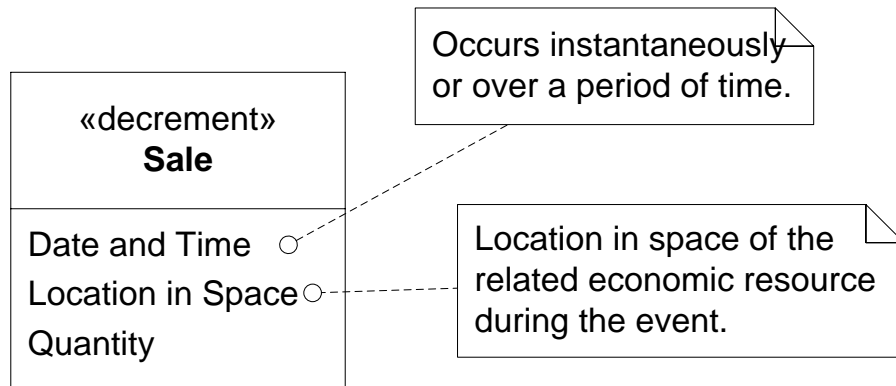 Occurs instantaneously
or over a period of time.
«decrement»
Sale
Date and Time
Location in Space
Quantity
Location in space of the
related economic resource
during the event.